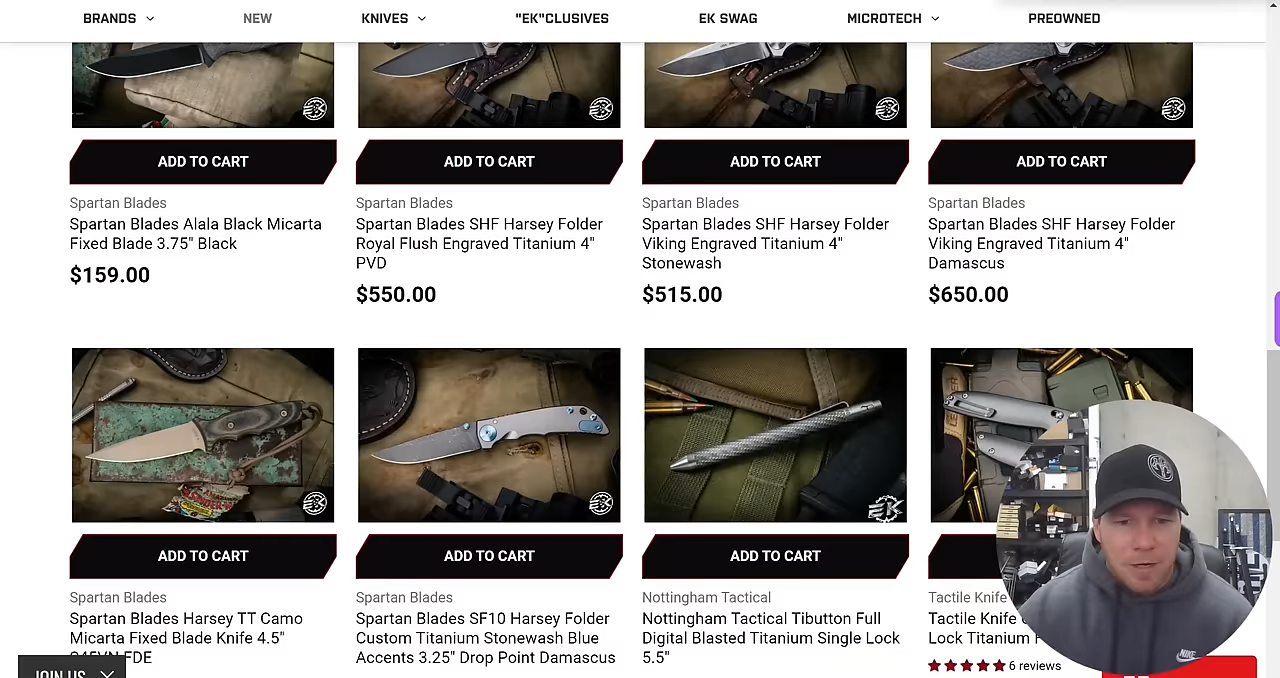 BRANDS NEW KNIVES "EK"CLUSIVES EK SWAG MICROTECH PREOWNED
ADD TO CART ADD TO CART ADD TO CART ADD TO CART
Spartan Blades
Spartan Blades Alala Black Micarta
Fixed Blade 3.75" Black
$159.00
Spartan Blades
Spartan Blades SHF Harsey Folder
Royal Flush Engraved Titanium 4"
PVD
$550.00
Spartan Blades
Spartan Blades SHF Harsey Folder
Viking Engraved Titanium 4"
Stonewash
$515.00
Spartan Blades
Spartan Blades SHF Harsey Folder
Viking Engraved Titanium 4"
Damascus
$650.00
EK
ADD TO CART ADD TO CART ADD TO CART
Spartan Blades
Spartan Blades Harsey TT Camo
Micarta Fixed Blade Knife 4.5"
S45VN FDE
Spartan Blades
Spartan Blades SF10 Harsey Folder
Custom Titanium Stonewash Blue
Accents 3.25" Drop Point Damascus
Nottingham Tactical
Nottingham Tactical Tibutton Full
Digital Blasted Titanium Single Lock
5.5"
Tactile Knife
Tactile Knife
Lock Titanium
6 reviews
JOIN US
NIKE